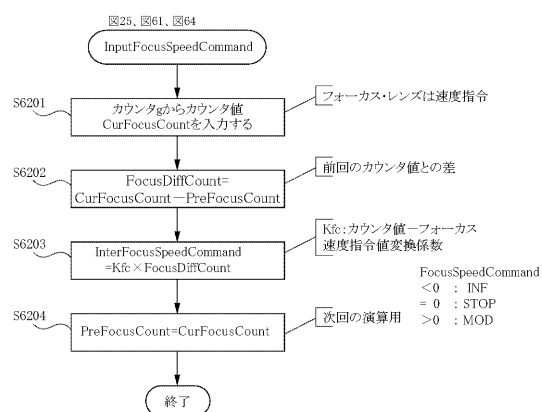 図25、図61、図64
InputFocusSpeedCommand
S6201
カウンタgからカウンタ値
CurFocusCountを入力する
フォーカス・レンズは速度指令
S6202
FocusDiffCount=
CurFocusCount－PreFocusCount
前回のカウンタ値との差
S6203
InterFocusSpeedCommand
=Kfc×FocusDiffCount
Kfc:カウンタ値－フォーカス
速度指令値変換係数
FocusSpeedCommand
<0 : INF
= 0 : STOP
>0 : MOD
S6204
PreFocusCount=CurFocusCount
次回の演算用
終了